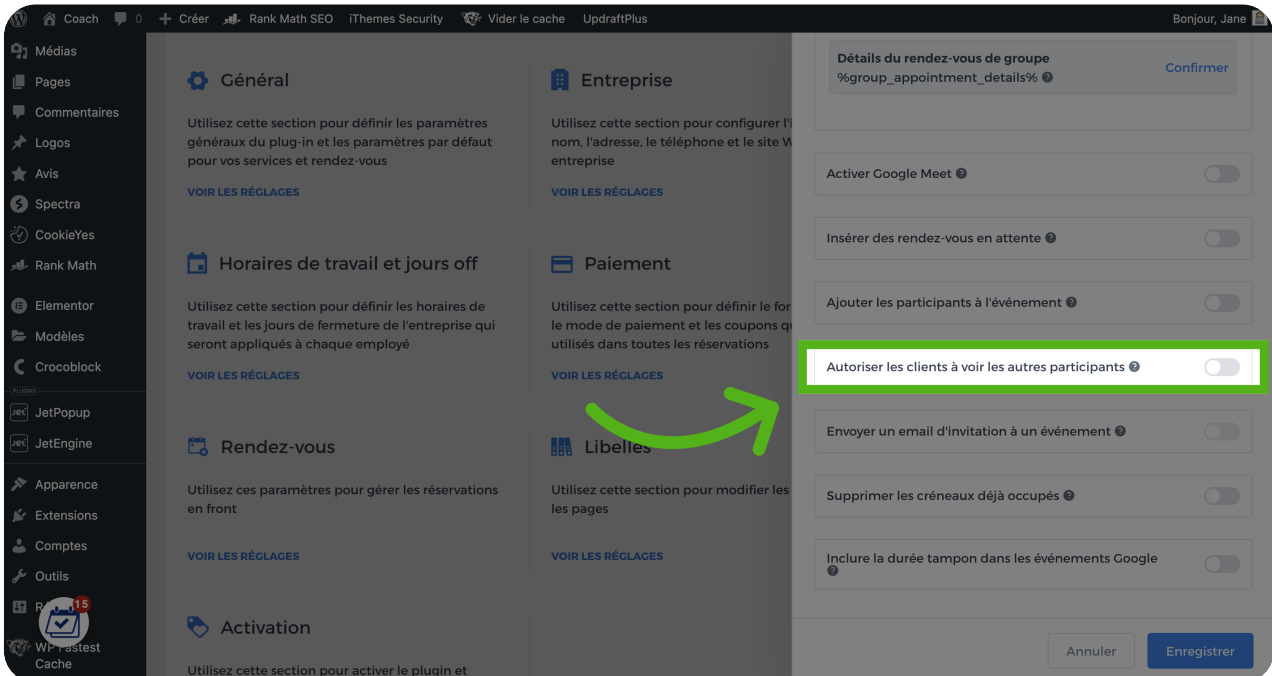 Coach
0
Créer
Rank Math SEO
iThemes Security
Vider le cache
UpdraftPlus
Bonjour, Jane
Médias
Pages
Commentaires
Logos
Avis
Spectra
CookieYes
Rank Math
Elementor
Modèles
Crocoblock
PLUGINS
Jet JetPopup
Jet JetEngine
Apparence
Extensions
Comptes
Outils
15
WP Fastest
Cache
Général
Utilisez cette section pour définir les paramètres
généraux du plug-in et les paramètres par défaut
pour vos services et rendez-vous
VOIR LES RÉGLAGES
Entreprise
Utilisez cette section pour configurer l'i
nom, l'adresse, le téléphone et le site W
entreprise
VOIR LES RÉGLAGES
Horaires de travail et jours off
Utilisez cette section pour définir les horaires de
travail et les jours de fermeture de l'entreprise qui
seront appliqués à chaque employé
VOIR LES RÉGLAGES
Paiement
Utilisez cette section pour définir le for
le mode de paiement et les coupons qu
utilisés dans toutes les réservations
VOIR LES RÉGLAGES
Rendez-vous
Utilisez ces paramètres pour gérer les réservations
en front
VOIR LES RÉGLAGES
Libelles
Utilisez cette section pour modifier les
les pages
VOIR LES RÉGLAGES
Activation
Utilisez cette section pour activer le plugin et
Détails du rendez-vous de groupe
%group_appointment_details%
Confirmer
Activer Google Meet
Insérer des rendez-vous en attente
Ajouter les participants à l'événement
Autoriser les clients à voir les autres participants
Envoyer un email d'invitation à un événement
Supprimer les créneaux déjà occupés
Inclure la durée tampon dans les événements Google
Annuler
Enregistrer